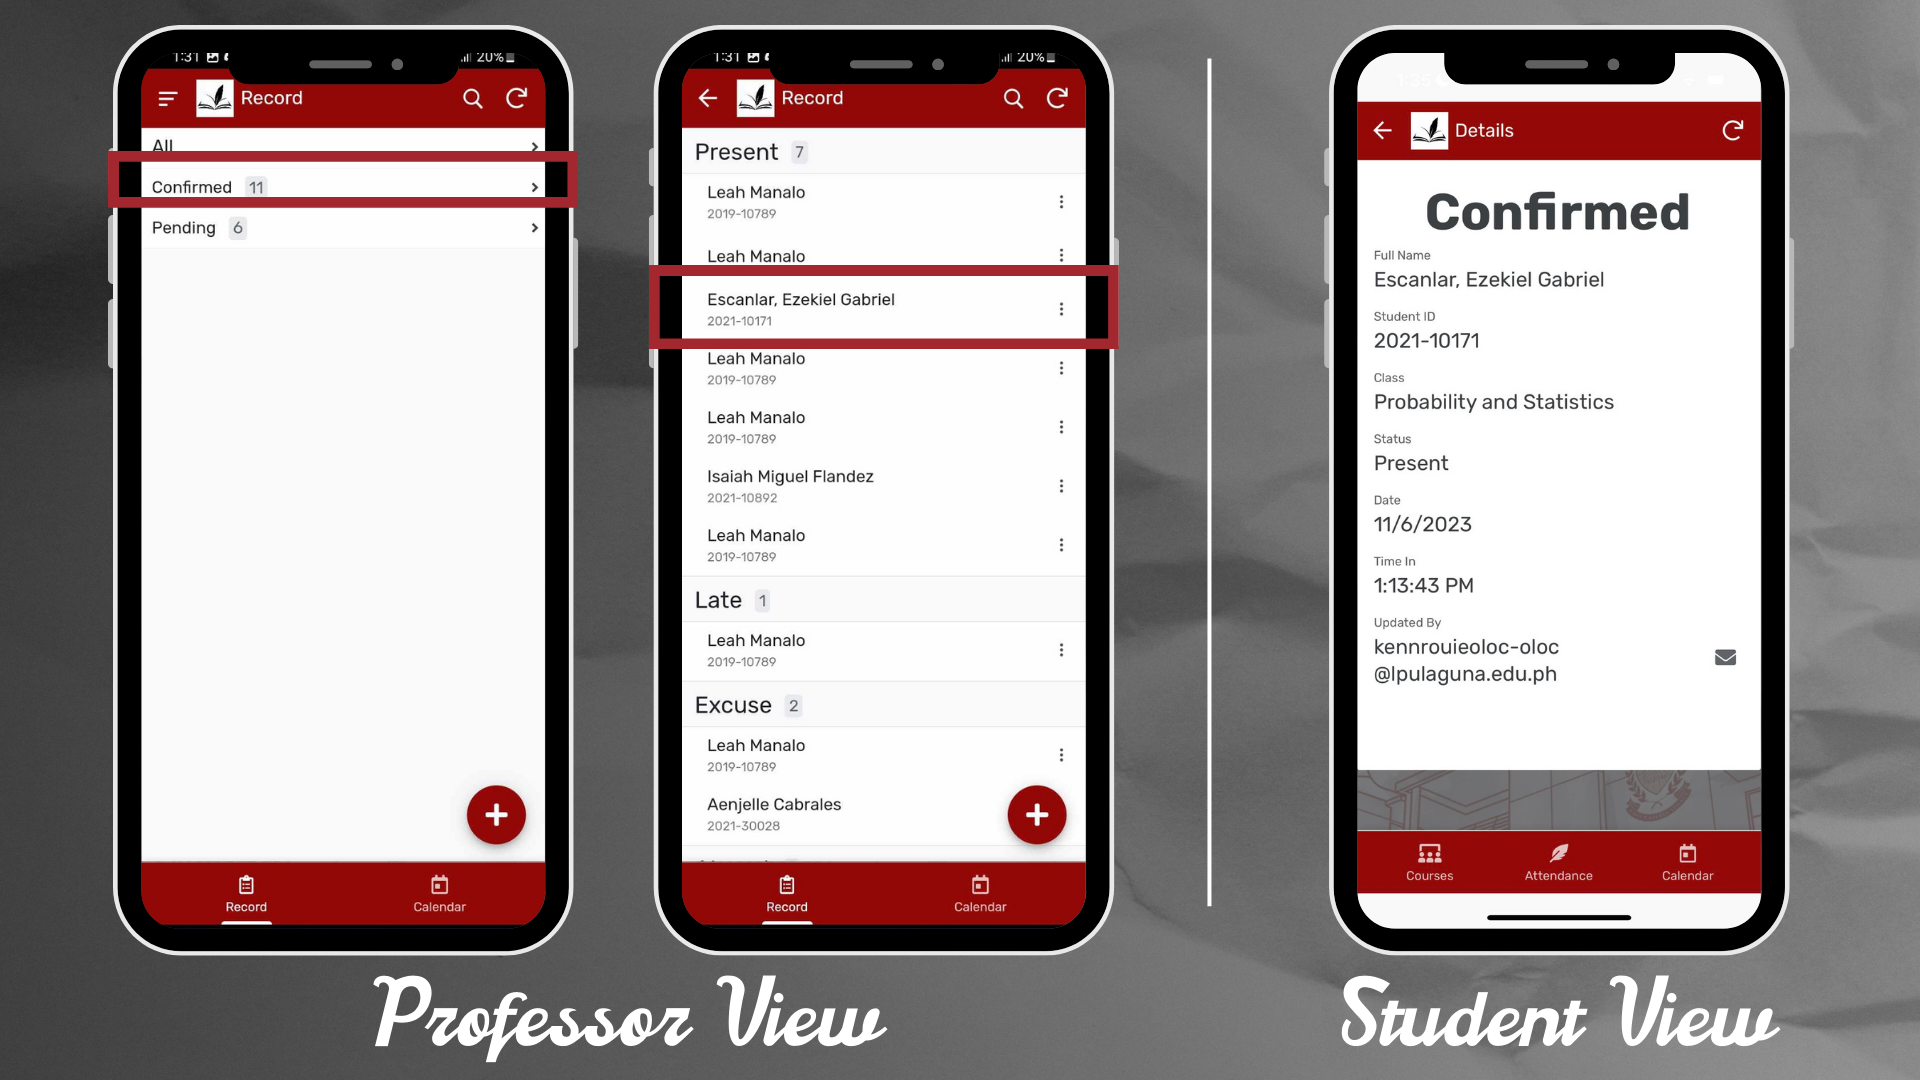 1:31
20%
Record
All
Confirmed 11
Pending 6
Record
Calendar
1:31
20%
Record
Present 7
Leah Manalo
2019-10789
Leah Manalo
Escanlar, Ezekiel Gabriel
2021-10171
Leah Manalo
2019-10789
Leah Manalo
2019-10789
Isaiah Miguel Flandez
2021-10892
Leah Manalo
2019-10789
Late 1
Leah Manalo
2019-10789
Excuse 2
Leah Manalo
2019-10789
Aenjelle Cabrales
2021-30028
Record
Calendar
Details
Confirmed
Full Name
Escanlar, Ezekiel Gabriel
Student ID
2021-10171
Class
Probability and Statistics
Status
Present
Date
11/6/2023
Time In
1:13:43 PM
Updated By
kennrouieoloc-oloc
@lpulaguna.edu.ph
Courses
Attendance
Calendar
Professor View
Student View